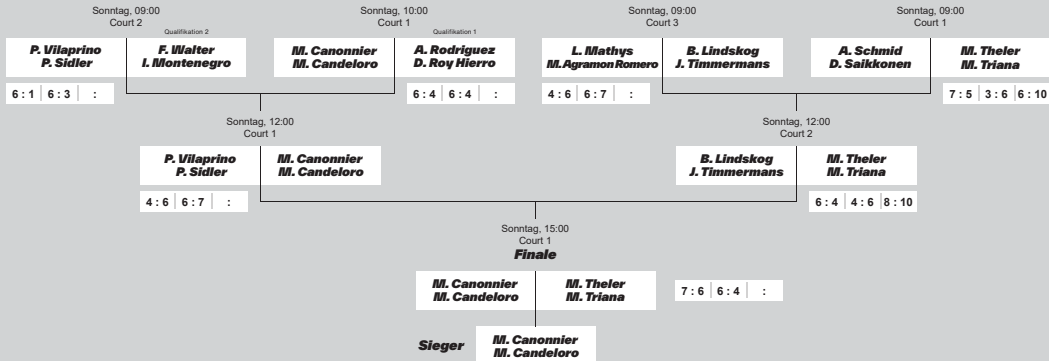 Sonntag, 09:00
Court 2
Qualifikation 2
P. Vilaprino
P. Sidler
F. Walter
I. Montenegro
6 : 1 6 : 3 :
Sonntag, 10:00
Court 1
Qualifikation 1
M. Canonnier
M. Candeloro
A. Rodriguez
D. Roy Hierro
6 : 4 6 : 4 :
Sonntag, 09:00
Court 3
L. Mathys
M. Agramon Romero
B. Lindskog
J. Timmermans
4 : 6 6 : 7 :
Sonntag, 09:00
Court 1
A. Schmid
D. Saikkonen
M. Theler
M. Triana
7 : 5 3 : 6 6 : 10
Sonntag, 12:00
Court 1
P. Vilaprino
P. Sidler
M. Canonnier
M. Candeloro
4 : 6 6 : 7 :
Sonntag, 12:00
Court 2
B. Lindskog
J. Timmermans
M. Theler
M. Triana
6 : 4 4 : 6 8 : 10
Sonntag, 15:00
Court 1
Finale
M. Canonnier
M. Candeloro
M. Theler
M. Triana
7 : 6 6 : 4 :
Sieger
M. Canonnier
M. Candeloro